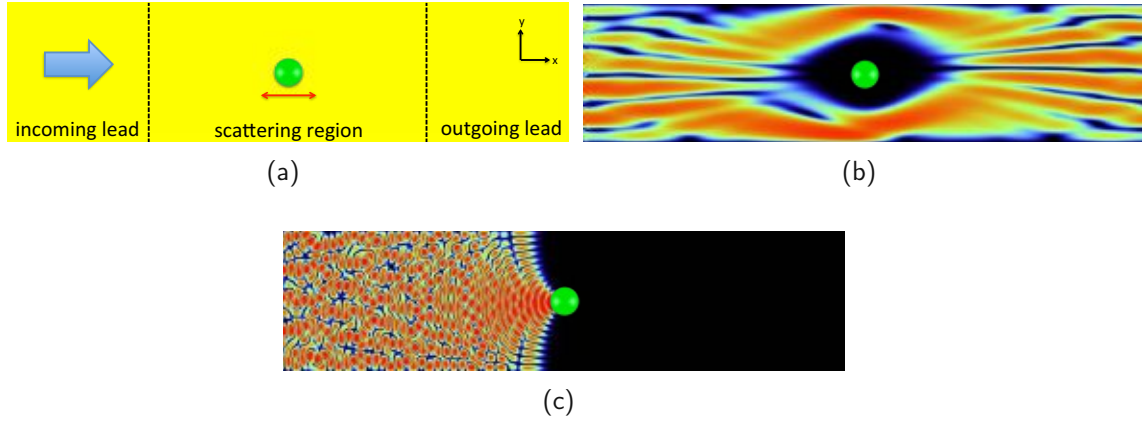 y
x
incoming lead
scattering region
outgoing lead
(a)
(b)
(c)